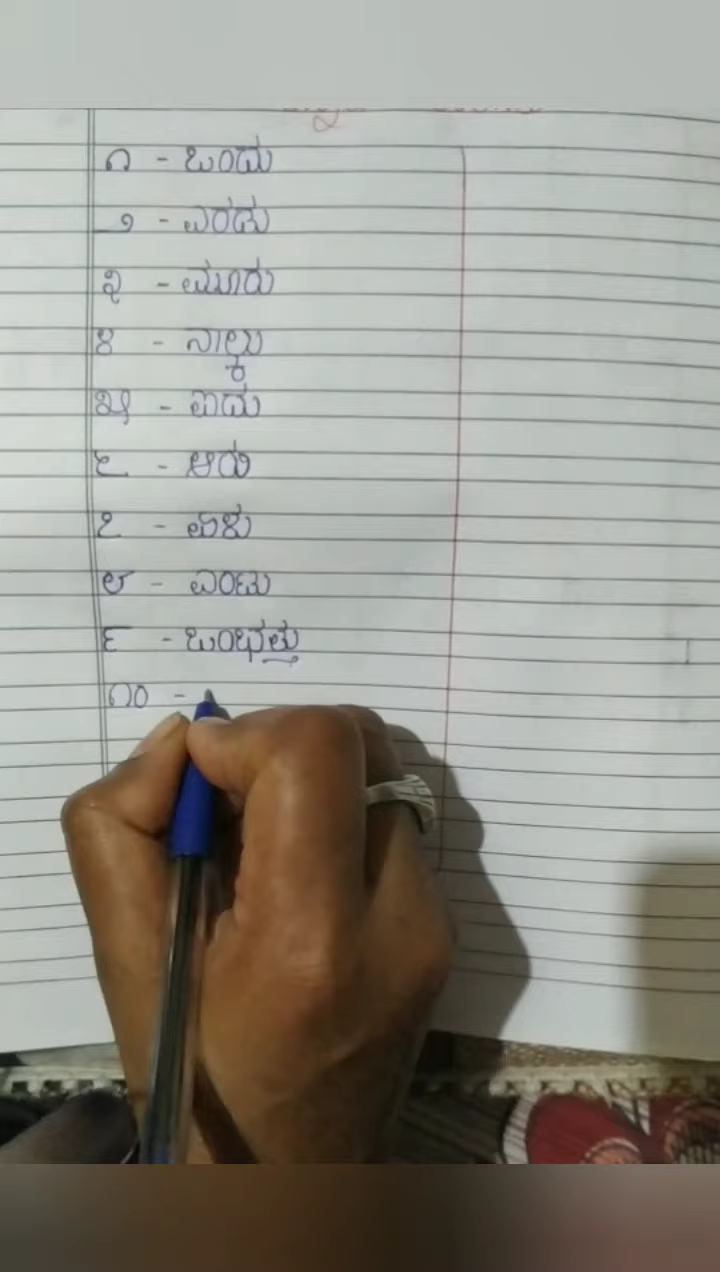 ೧ - ಒಂದು
೨ - ಎರಡು
೩ - ಮೂರು
೪ - ನಾಲ್ಕು
೫ - ಐದು
೬ - ಆರು
೭ - ಏಳು
೮ - ಎಂಟು
೯ - ಒಂಭತ್ತು
೧೦ -